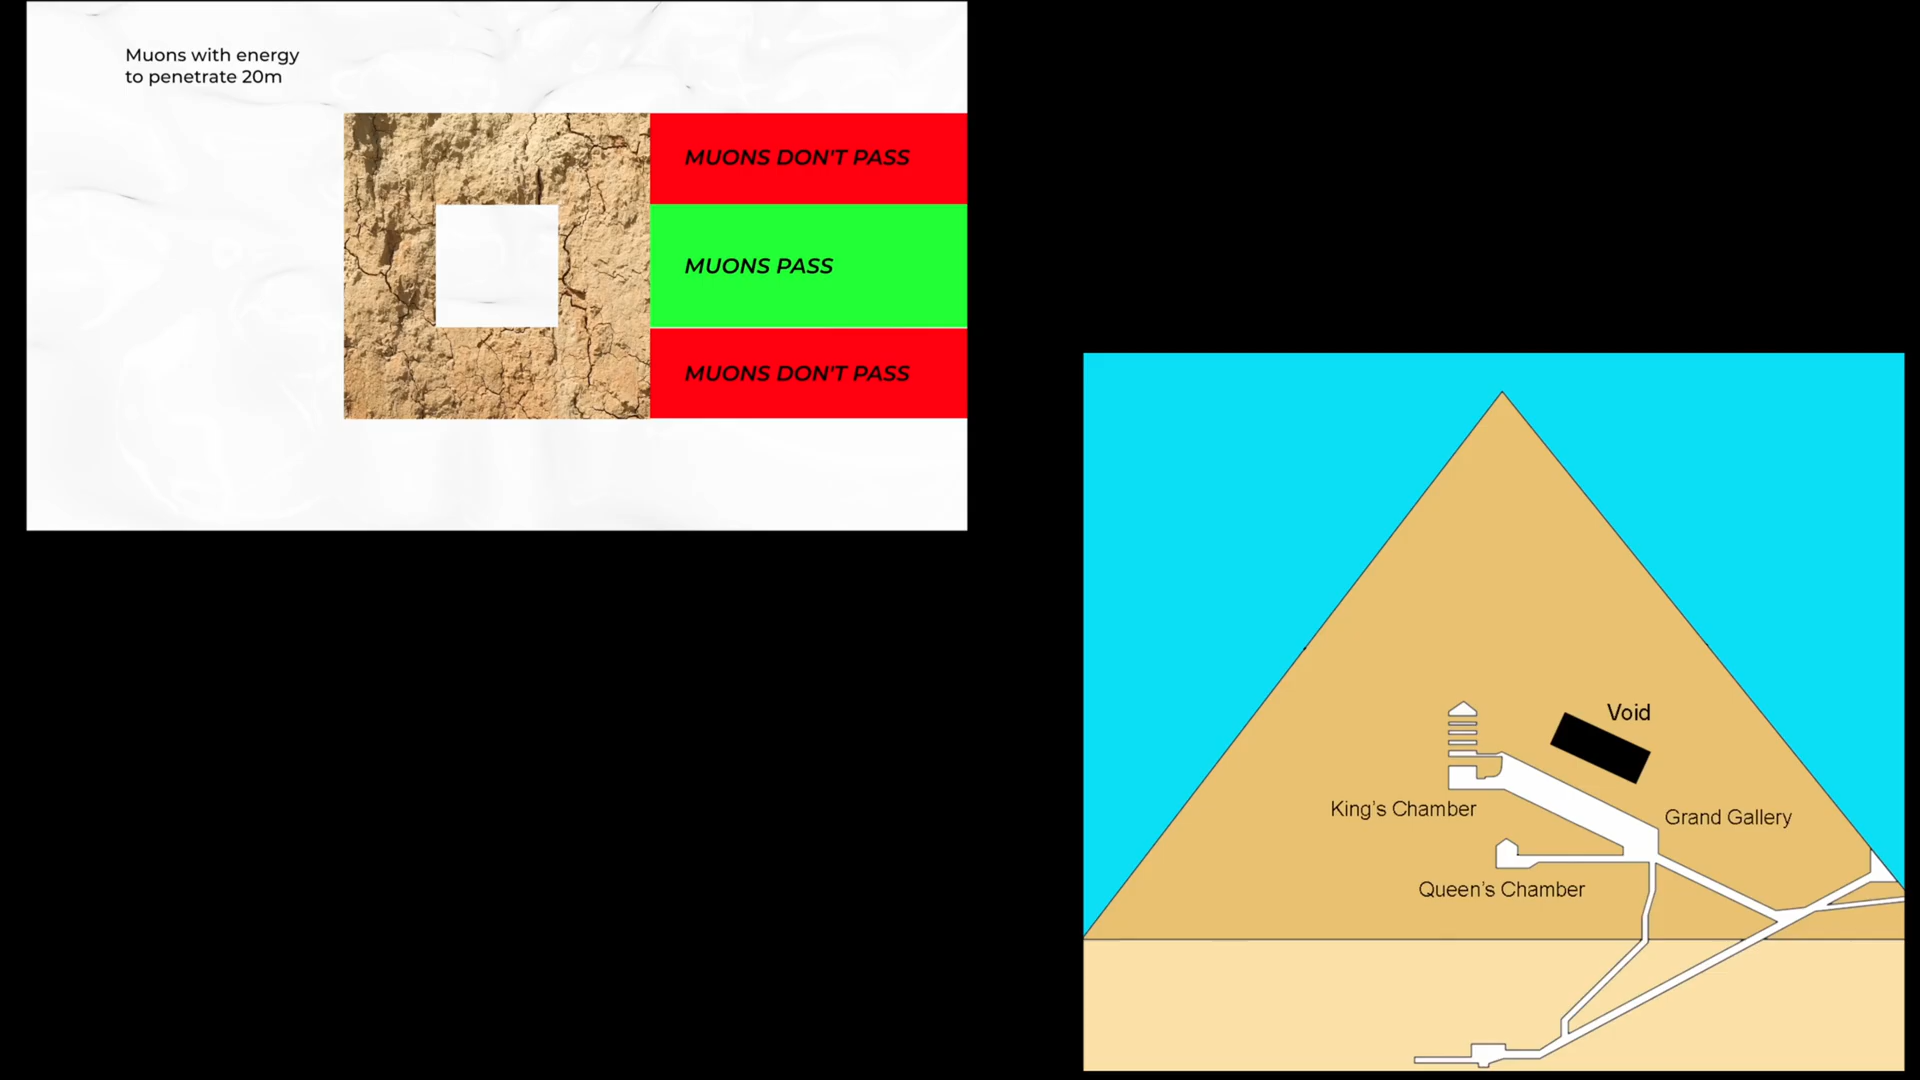 Muons with energy
to penetrate 20m
MUONS DON'T PASS
MUONS PASS
MUONS DON'T PASS
Void
King's Chamber
Grand Gallery
Queen's Chamber